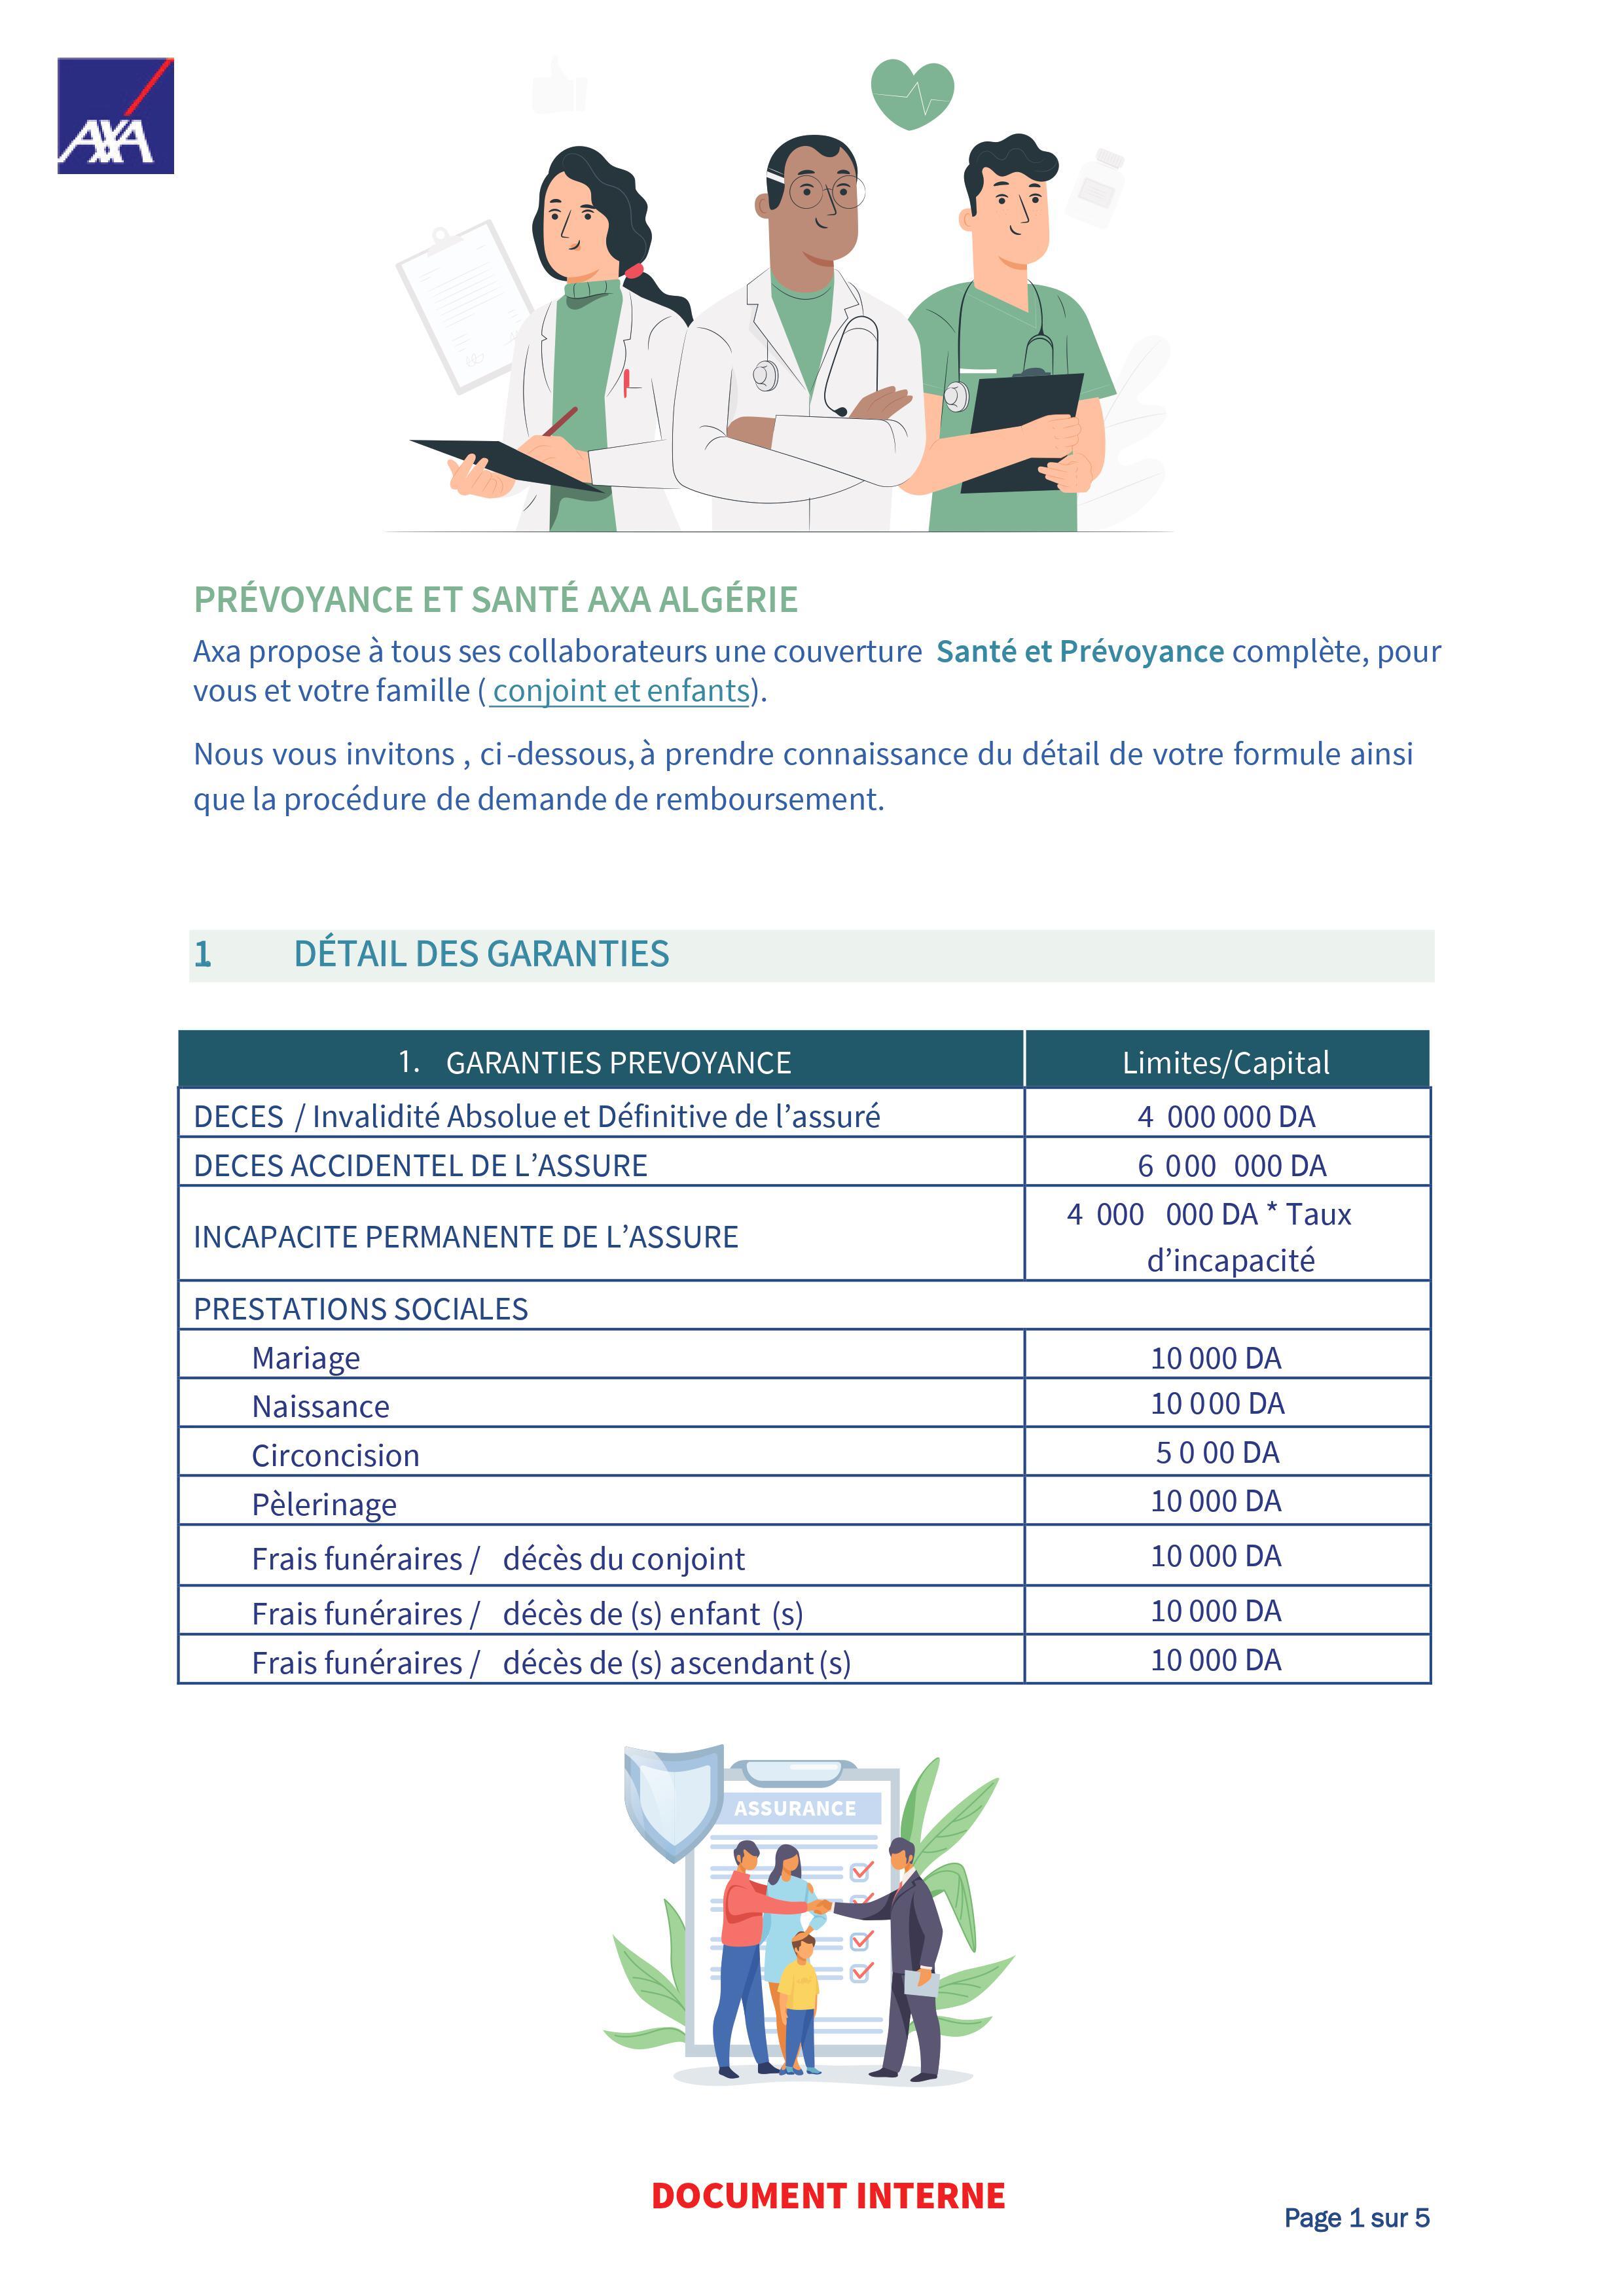 AXA
PRÉVOYANCE ET SANTÉ AXA ALGÉRIE
Axa propose à tous ses collaborateurs une couverture Santé et Prévoyance complète, pour
vous et votre famille ( conjoint et enfants).
Nous vous invitons , ci-dessous, à prendre connaissance du détail de votre formule ainsi
que la procédure de demande de remboursement.
1 DÉTAIL DES GARANTIES
1. GARANTIES PREVOYANCE Limites/Capital
DECES / Invalidité Absolue et Définitive de l’assuré 4 000 000 DA
DECES ACCIDENTEL DE L’ASSURE 6 000 000 DA
INCAPACITE PERMANENTE DE L’ASSURE 4 000 000 DA * Taux
d’incapacité
PRESTATIONS SOCIALES
Mariage 10 000 DA
Naissance 10 000 DA
Circoncision 5 0 00 DA
Pèlerinage 10 000 DA
Frais funéraires / décès du conjoint 10 000 DA
Frais funéraires / décès de (s) enfant (s) 10 000 DA
Frais funéraires / décès de (s) ascendant (s) 10 000 DA
ASSURANCE
DOCUMENT INTERNE
Page 1 sur 5